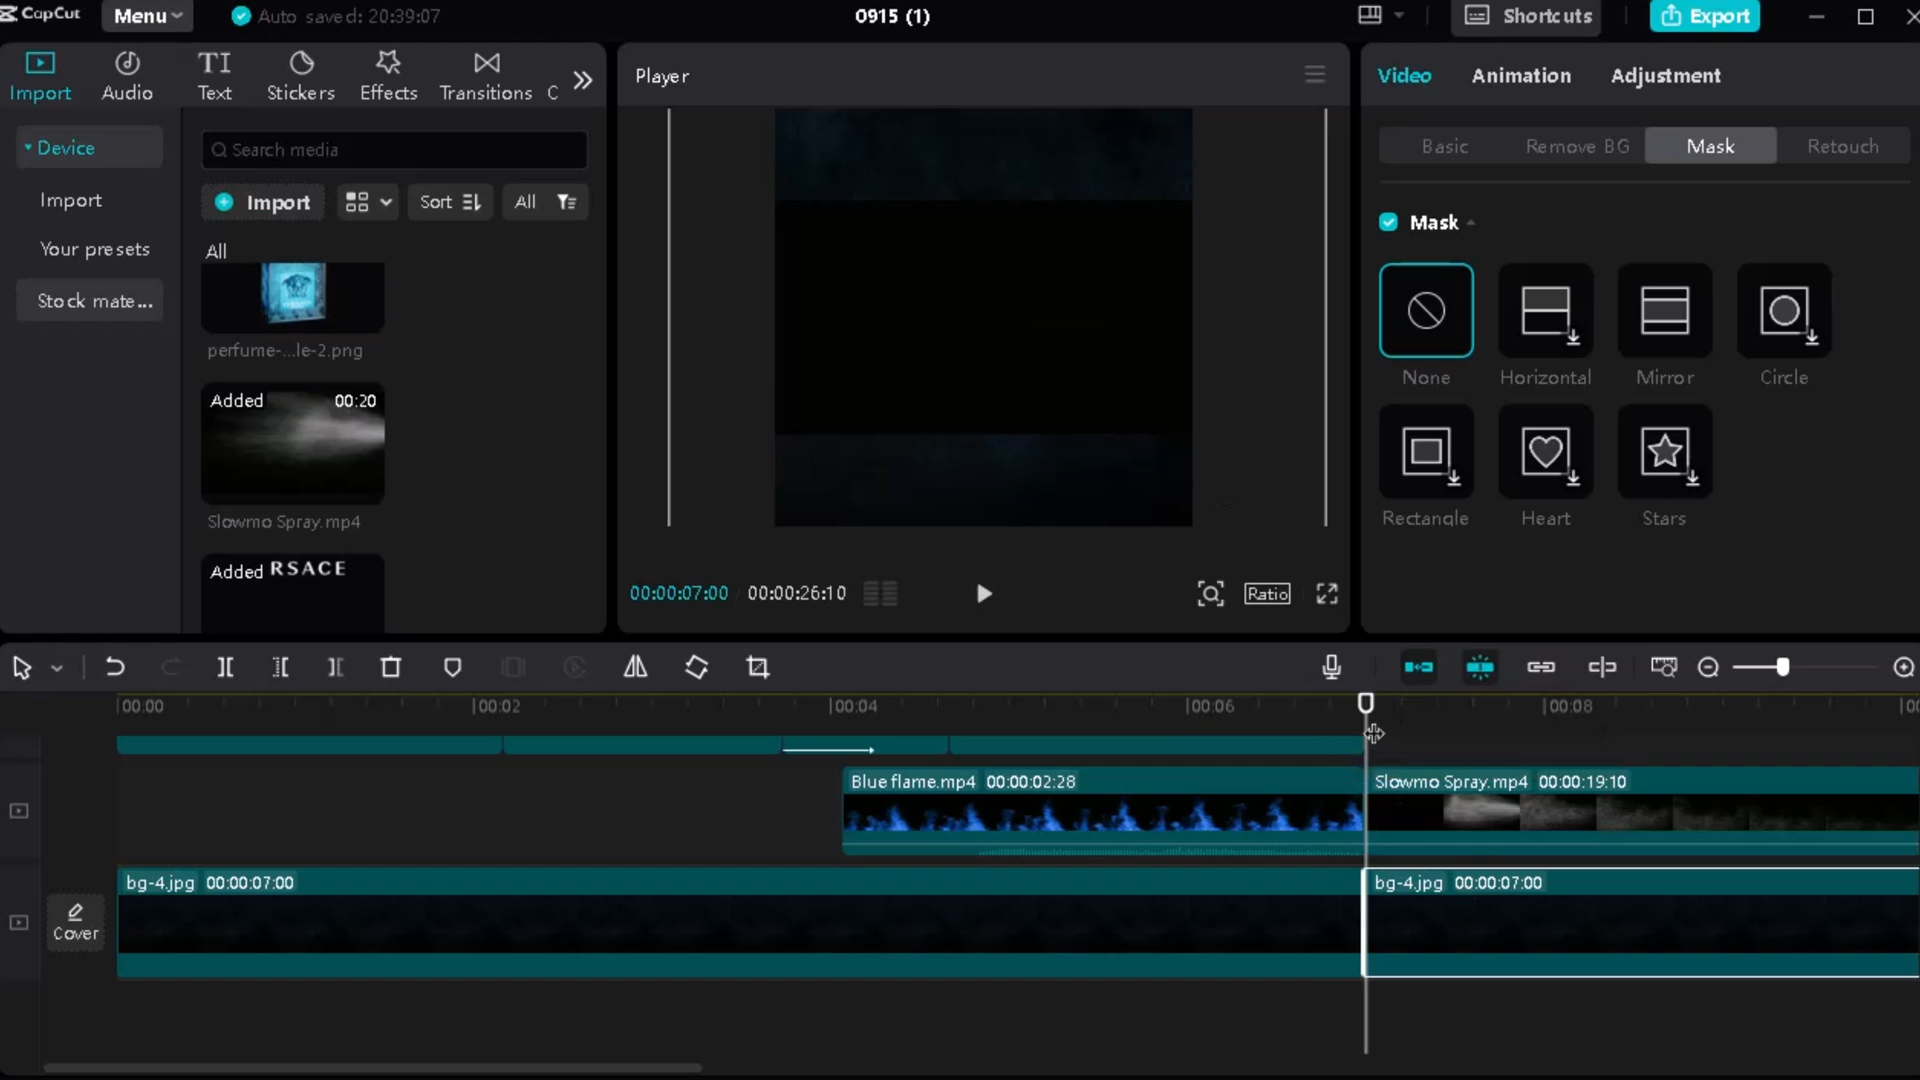 CapCut
Menu
Auto saved: 20:39:07
0915 (1)
Shortcuts
Export
Import
Audio
TI
Text
Stickers
Effects
Transitions
C
Player
Video
Animation
Adjustment
Device
Import
Your presets
Stock mate...
Search media
Import
Sort
All
All
perfume-...le-2.png
Added
00:20
Slowmo Spray.mp4
Added
RSACE
Basic
Remove BG
Mask
Retouch
Mask
None
Horizontal
Mirror
Circle
Rectangle
Heart
Stars
00:00:07:00
00:00:26:10
Ratio
00:00
00:02
00:04
00:06
00:08
Blue flame.mp4 00:00:02:28
Slowmo Spray.mp4 00:00:19:10
bg-4.jpg 00:00:07:00
bg-4.jpg 00:00:07:00
Cover